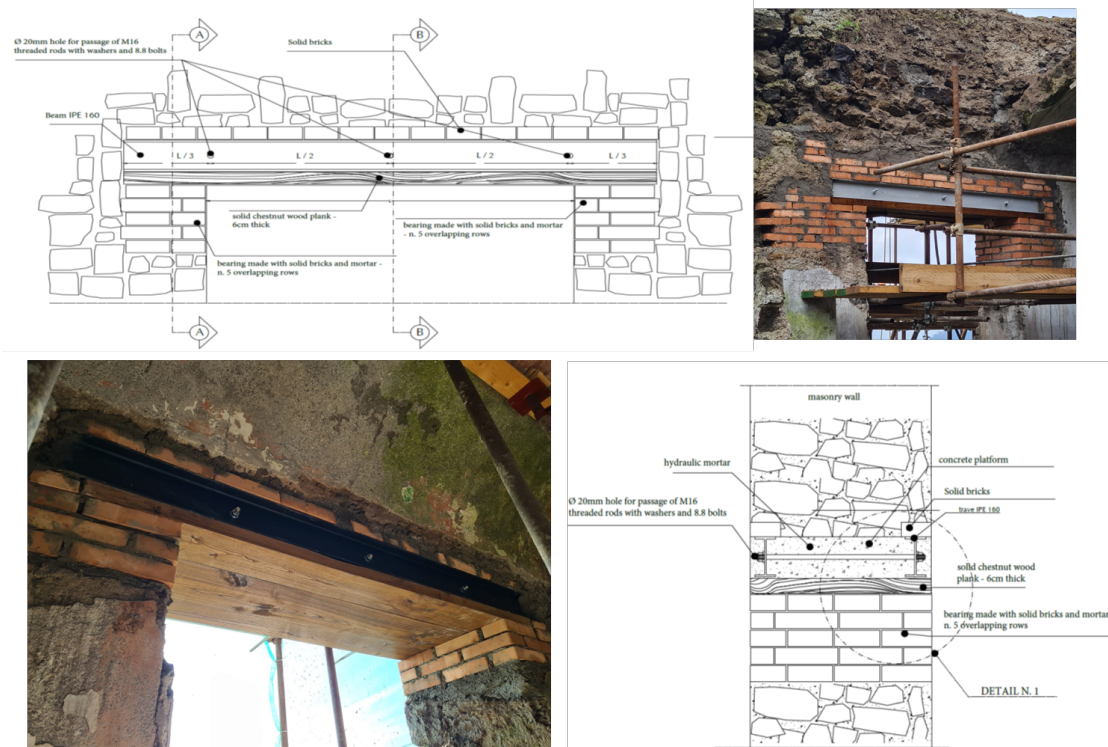 Ø 20mm hole for passage of M16
threaded rods with washers and 8.8 bolts
A
B
Solid bricks
Beam IPE 160
L / 3
L / 2
L / 2
L / 3
solid chestnut wood plank -
6cm thick
bearing made with solid bricks and mortar
- n. 5 overlapping rows
bearing made with solid bricks and mortar -
n. 5 overlapping rows
A
B
masonry wall
hydraulic mortar
concrete platform
Ø 20mm hole for passage of M16
threaded rods with washers and 8.8 bolts
Solid bricks
trave IPE 160
solid chestnut wood
plank - 6cm thick
bearing made with solid bricks and mortar
n. 5 overlapping rows
DETAIL N. 1